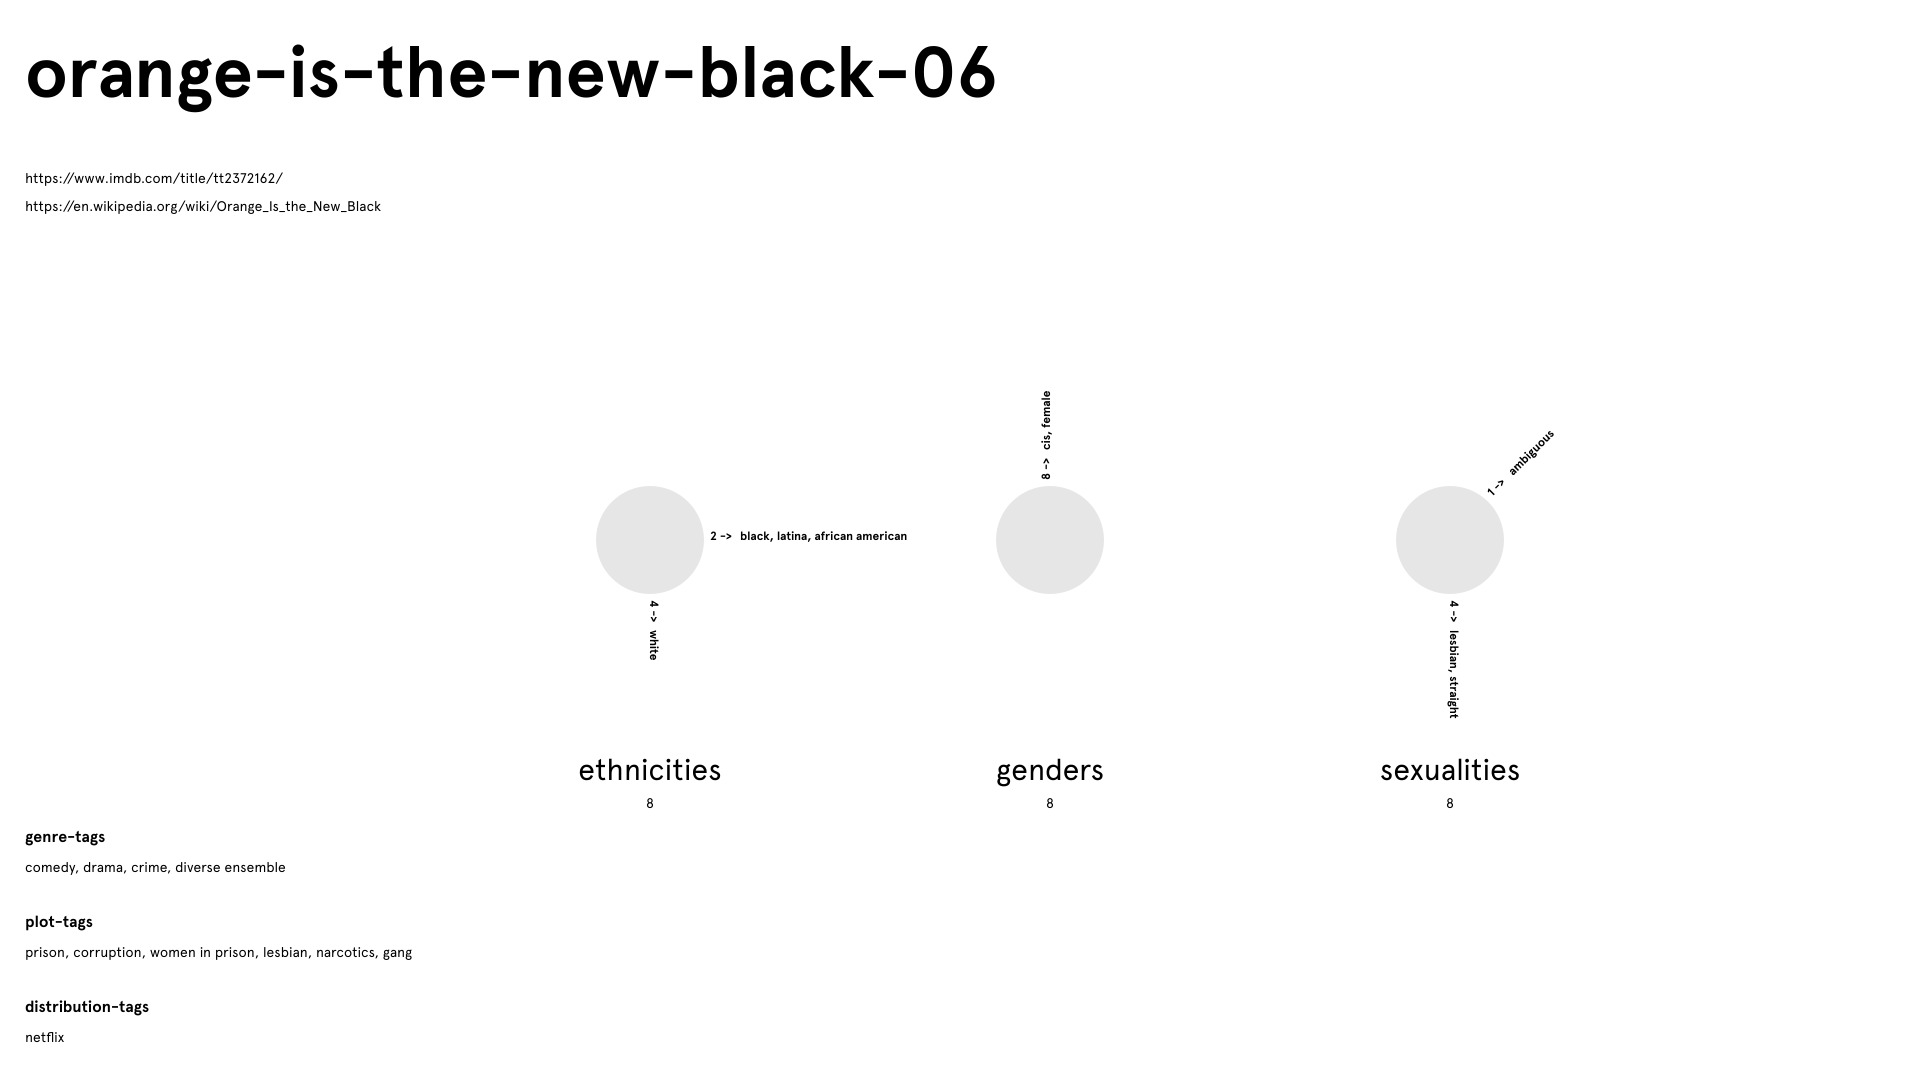 orange-is-the-new-black-06
https://www.imdb.com/title/tt2372162/
https://en.wikipedia.org/wiki/Orange_Is_the_New_Black
2 -> black, latina, african american
4 -> white
ethnicities
8
8 -> cis, female
genders
8
1 -> ambiguous
4 -> lesbian, straight
sexualities
8
genre-tags
comedy, drama, crime, diverse ensemble
plot-tags
prison, corruption, women in prison, lesbian, narcotics, gang
distribution-tags
netflix